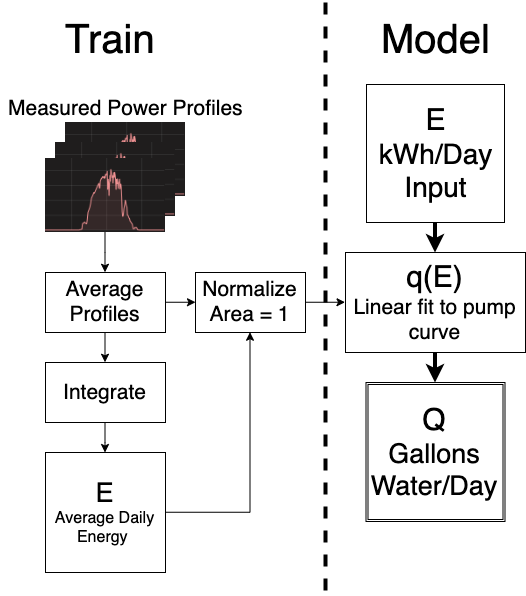 Train
Model
Measured Power Profiles
E
kWh/Day
Input
Average
Profiles
Normalize
Area = 1
q(E)
Linear fit to pump
curve
Integrate
E
Average Daily
Energy
Q
Gallons
Water/Day